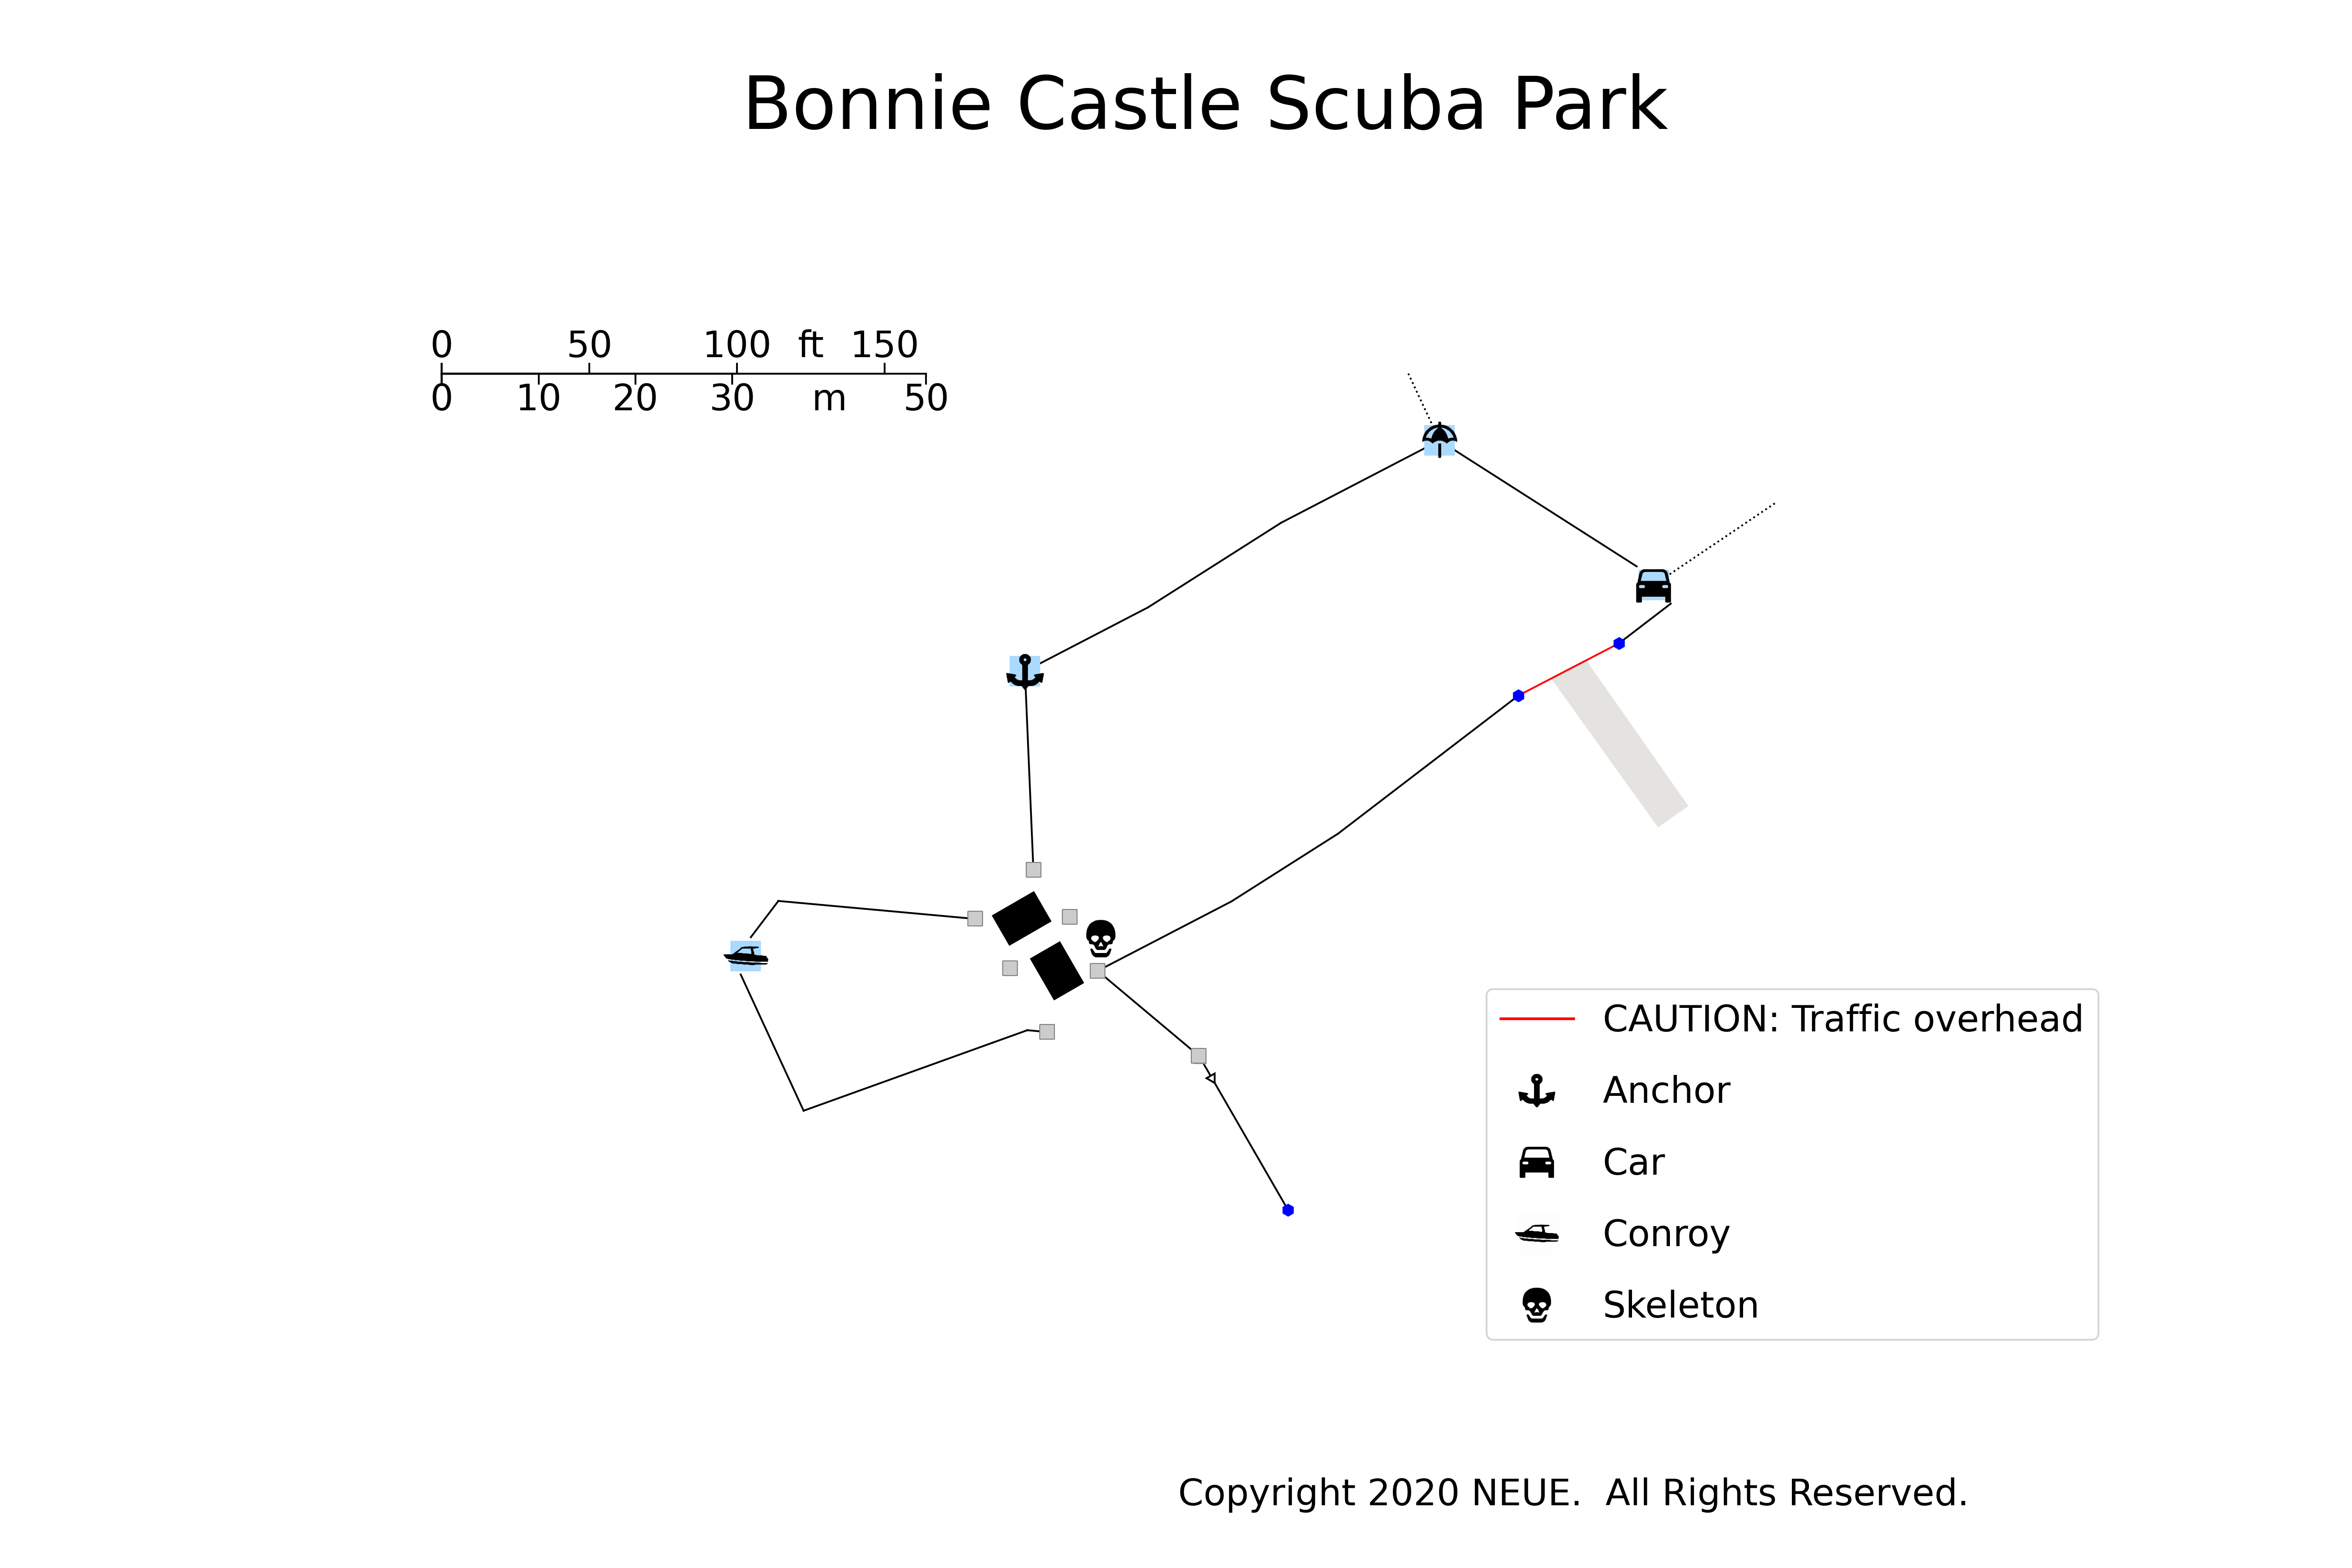 Bonnie Castle Scuba Park
0 50 100 ft 150
0 10 20 30 m 50
CAUTION: Traffic overhead
Anchor
Car
Conroy
Skeleton
Copyright 2020 NEUE. All Rights Reserved.